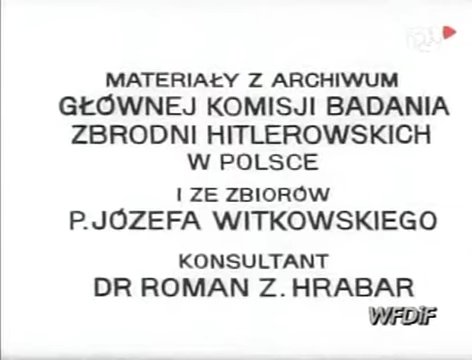 MATERIAŁY Z ARCHIWUM
GŁÓWNEJ KOMISJI BADANIA
ZBRODNI HITLEROWSKICH
W POLSCE
I ZE ZBIORÓW
P. JÓZEFA WITKOWSKIEGO
KONSULTANT
DR ROMAN Z. HRABAR
WFDiF